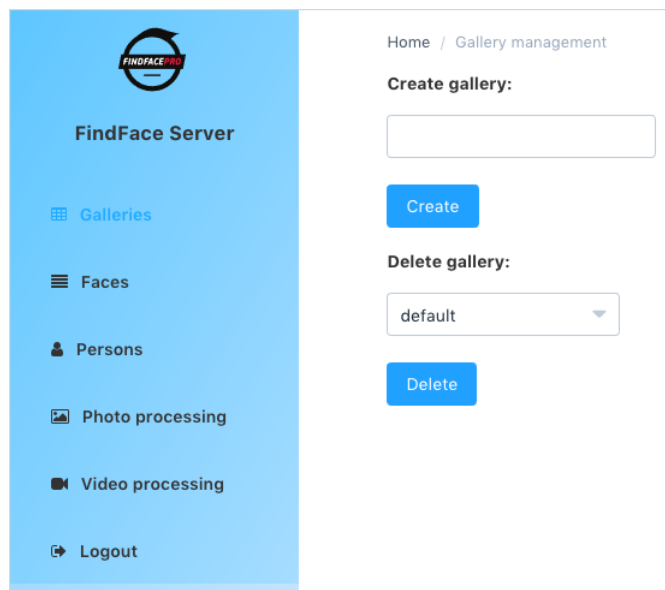 FINDFACEPRO
FindFace Server
Galleries
Faces
Persons
Photo processing
Video processing
Logout
Home / Gallery management
Create gallery:
Create
Delete gallery:
default
Delete